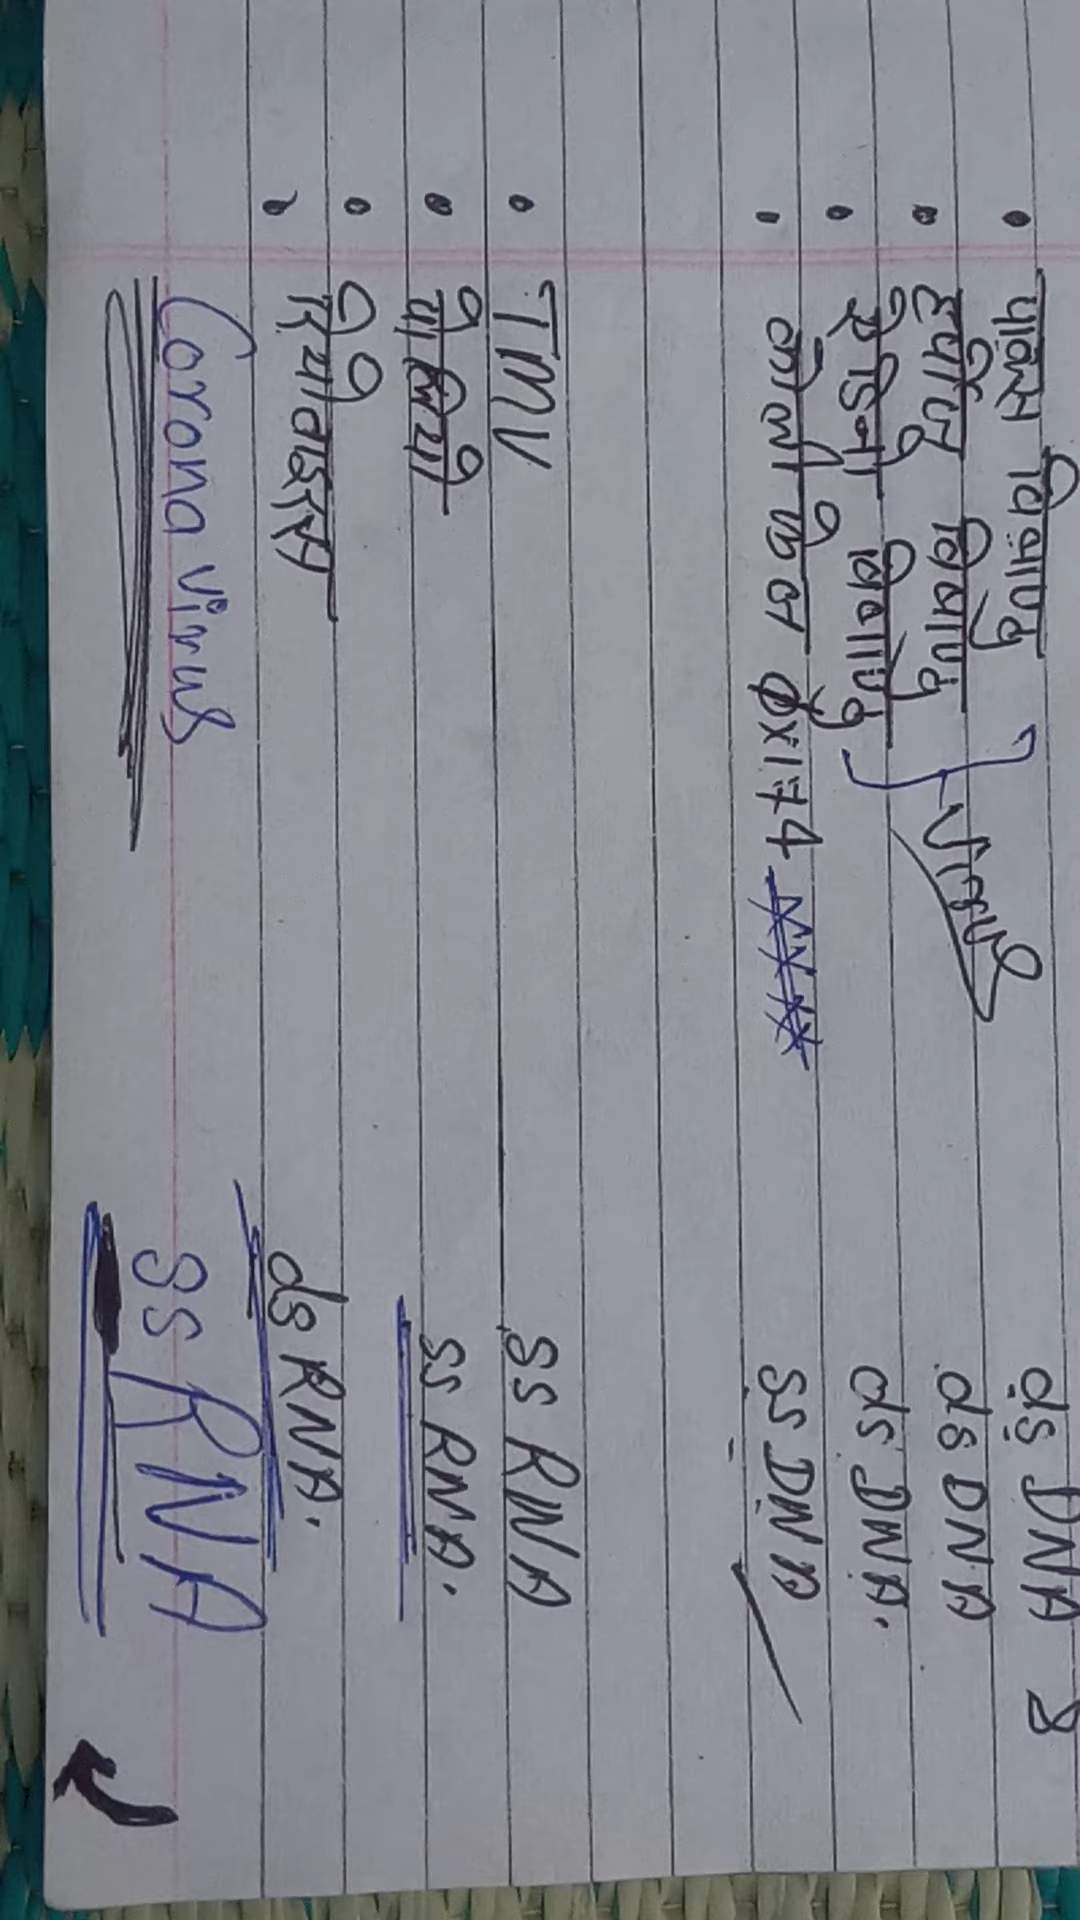 पॉक्स विषाणु ds DNA
हर्पीज विषाणु ds DNA
एडिनो विषाणु ds DNA.
Virus
कोली फेज ϕx174 *** ss DNA
TMV ss RNA
पोलियो ss RNA.
रियोवाइरस ds RNA.
Corona virus ss RNA